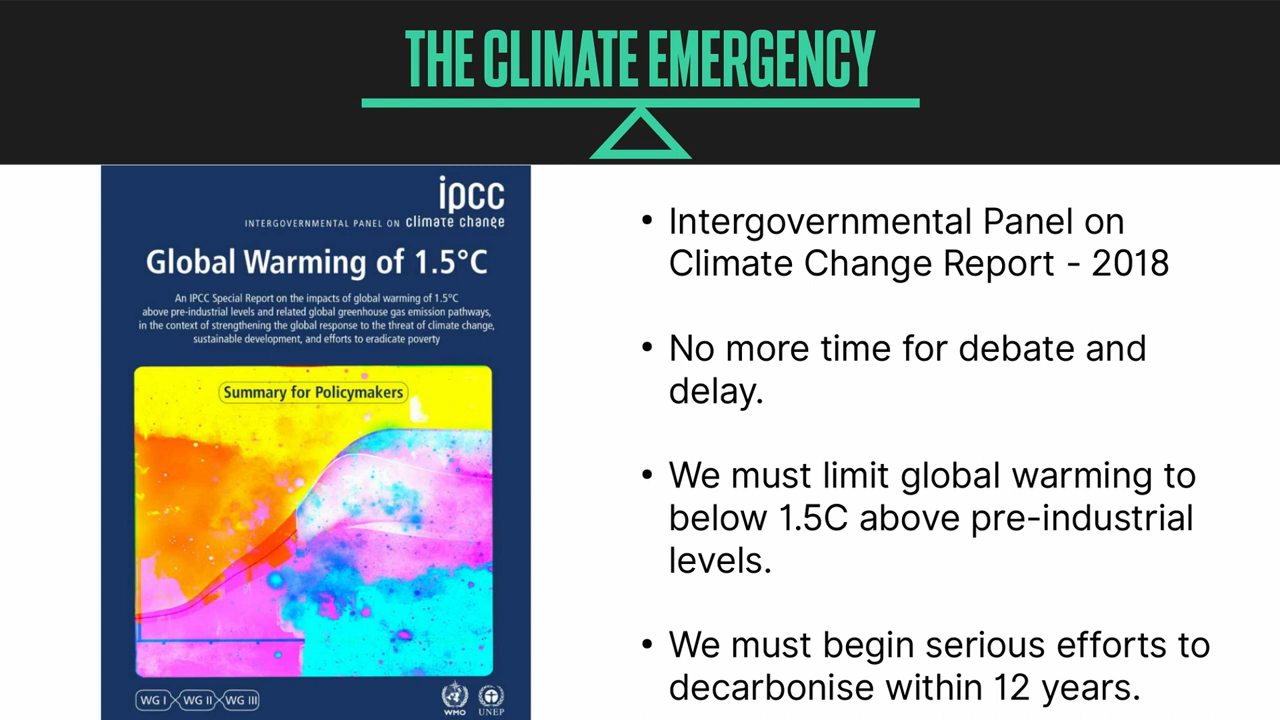 THE CLIMATE EMERGENCY
ipcc
INTERGOVERNMENTAL PANEL ON climate change
Global Warming of 1.5°C
An IPCC Special Report on the impacts of global warming of 1.5°C
above pre-industrial levels and related global greenhouse gas emission pathways,
in the context of strengthening the global response to the threat of climate change,
sustainable development, and efforts to eradicate poverty
Summary for Policymakers
WG I WG II WG III
WMO UNEP
• Intergovernmental Panel on
Climate Change Report - 2018
• No more time for debate and
delay.
• We must limit global warming to
below 1.5C above pre-industrial
levels.
• We must begin serious efforts to
decarbonise within 12 years.